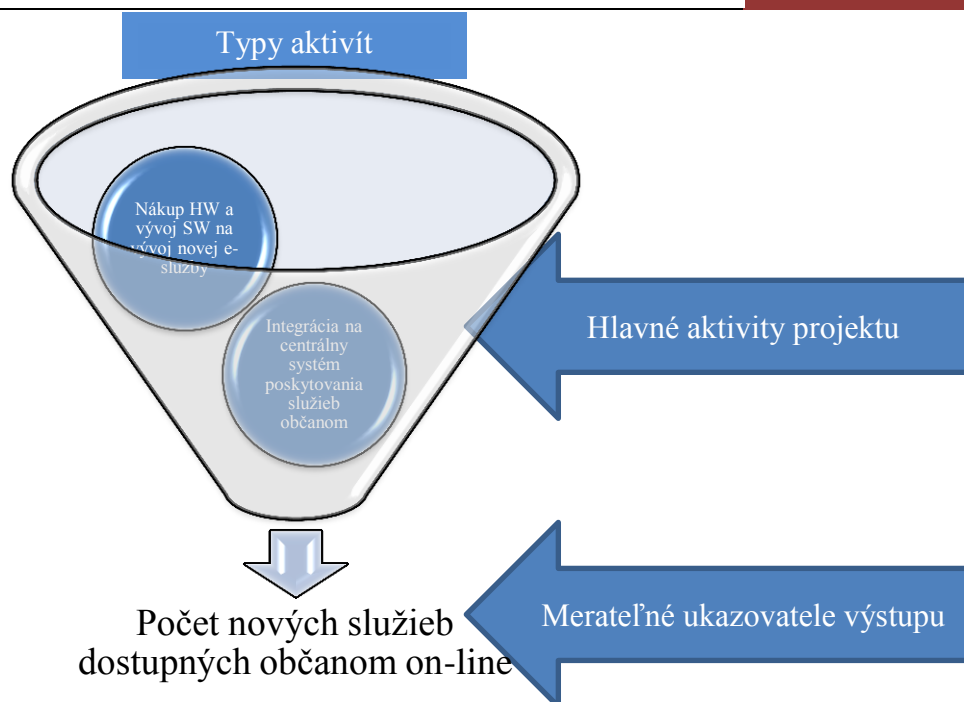 Typy aktivít
Nákup HW a
vývoj SW na
vývoj novej e-
služby
Integrácia na
centrálny
systém
poskytovania
služieb
občanom
Hlavné aktivity projektu
Počet nových služieb
dostupných občanom on-line
Merateľné ukazovatele výstupu